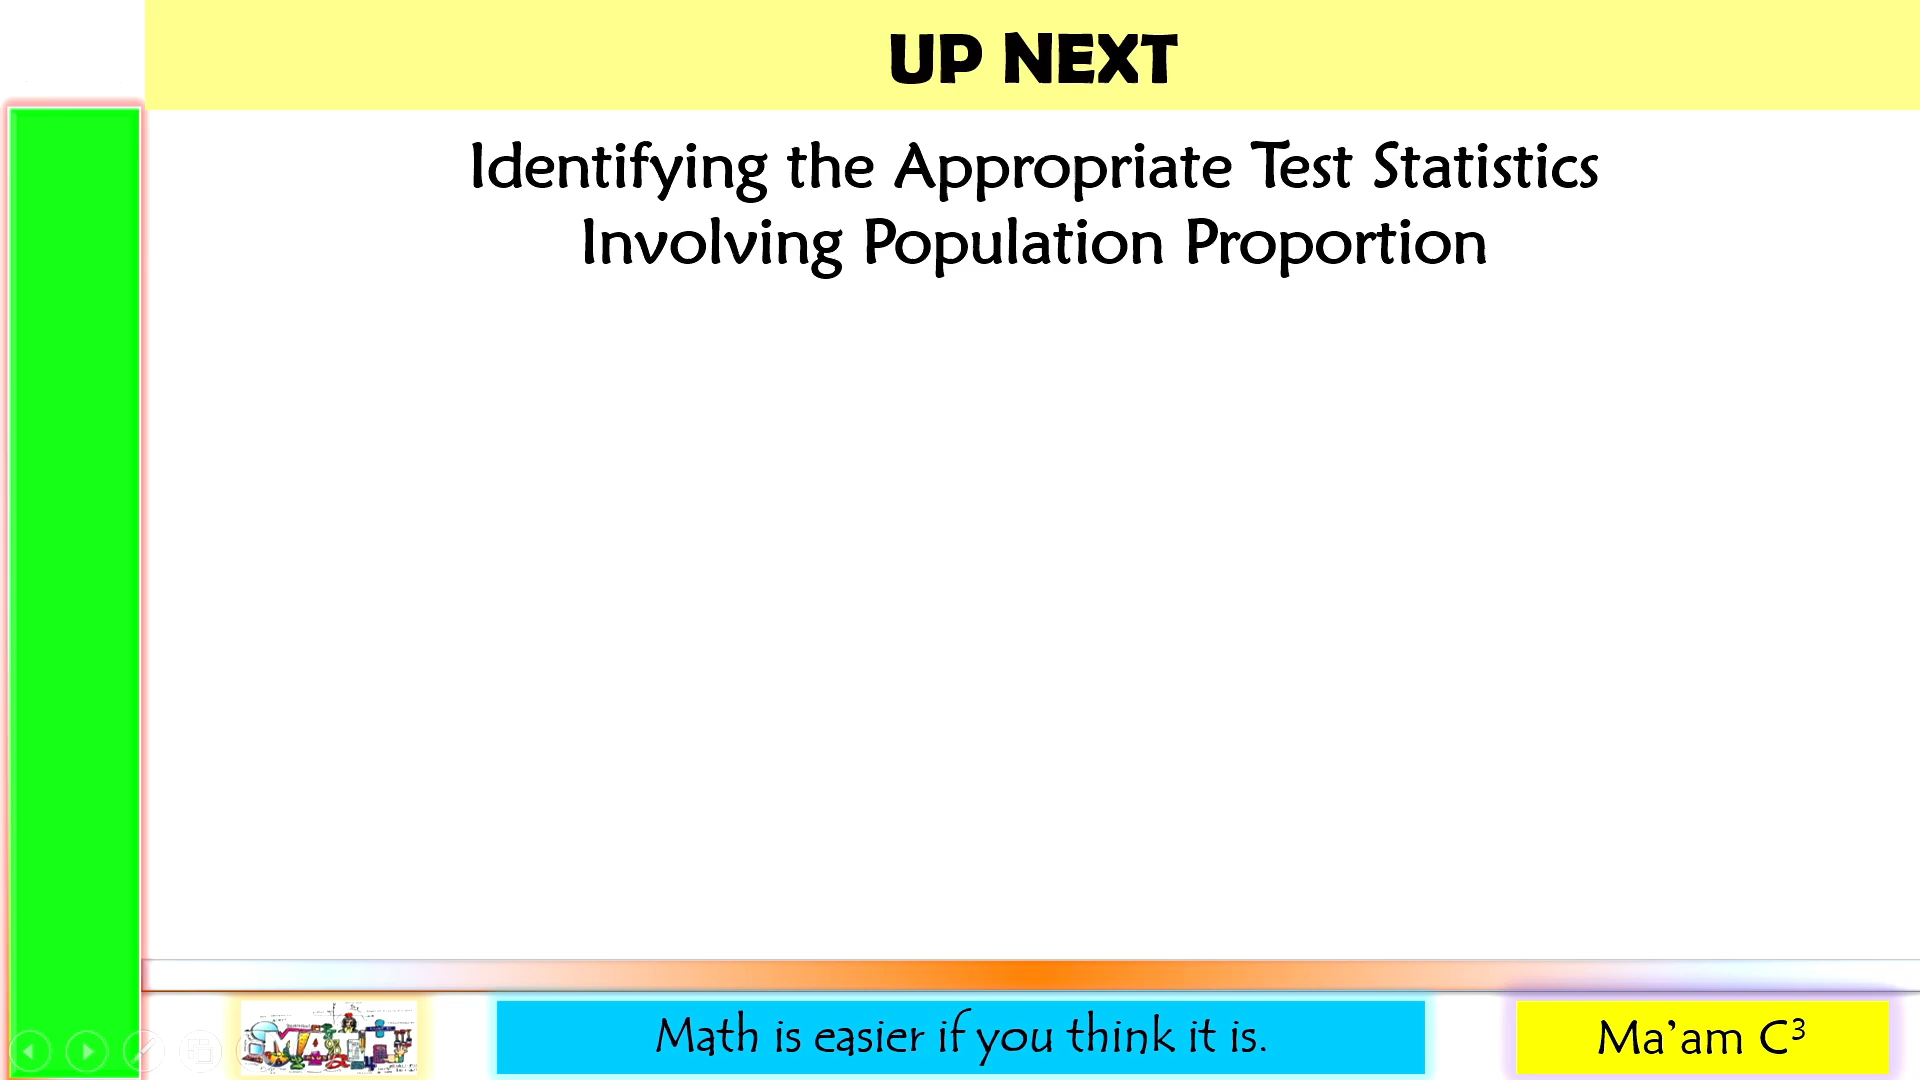 UP NEXT
Identifying the Appropriate Test Statistics
Involving Population Proportion
MATH
Math is easier if you think it is.
Ma’am C³